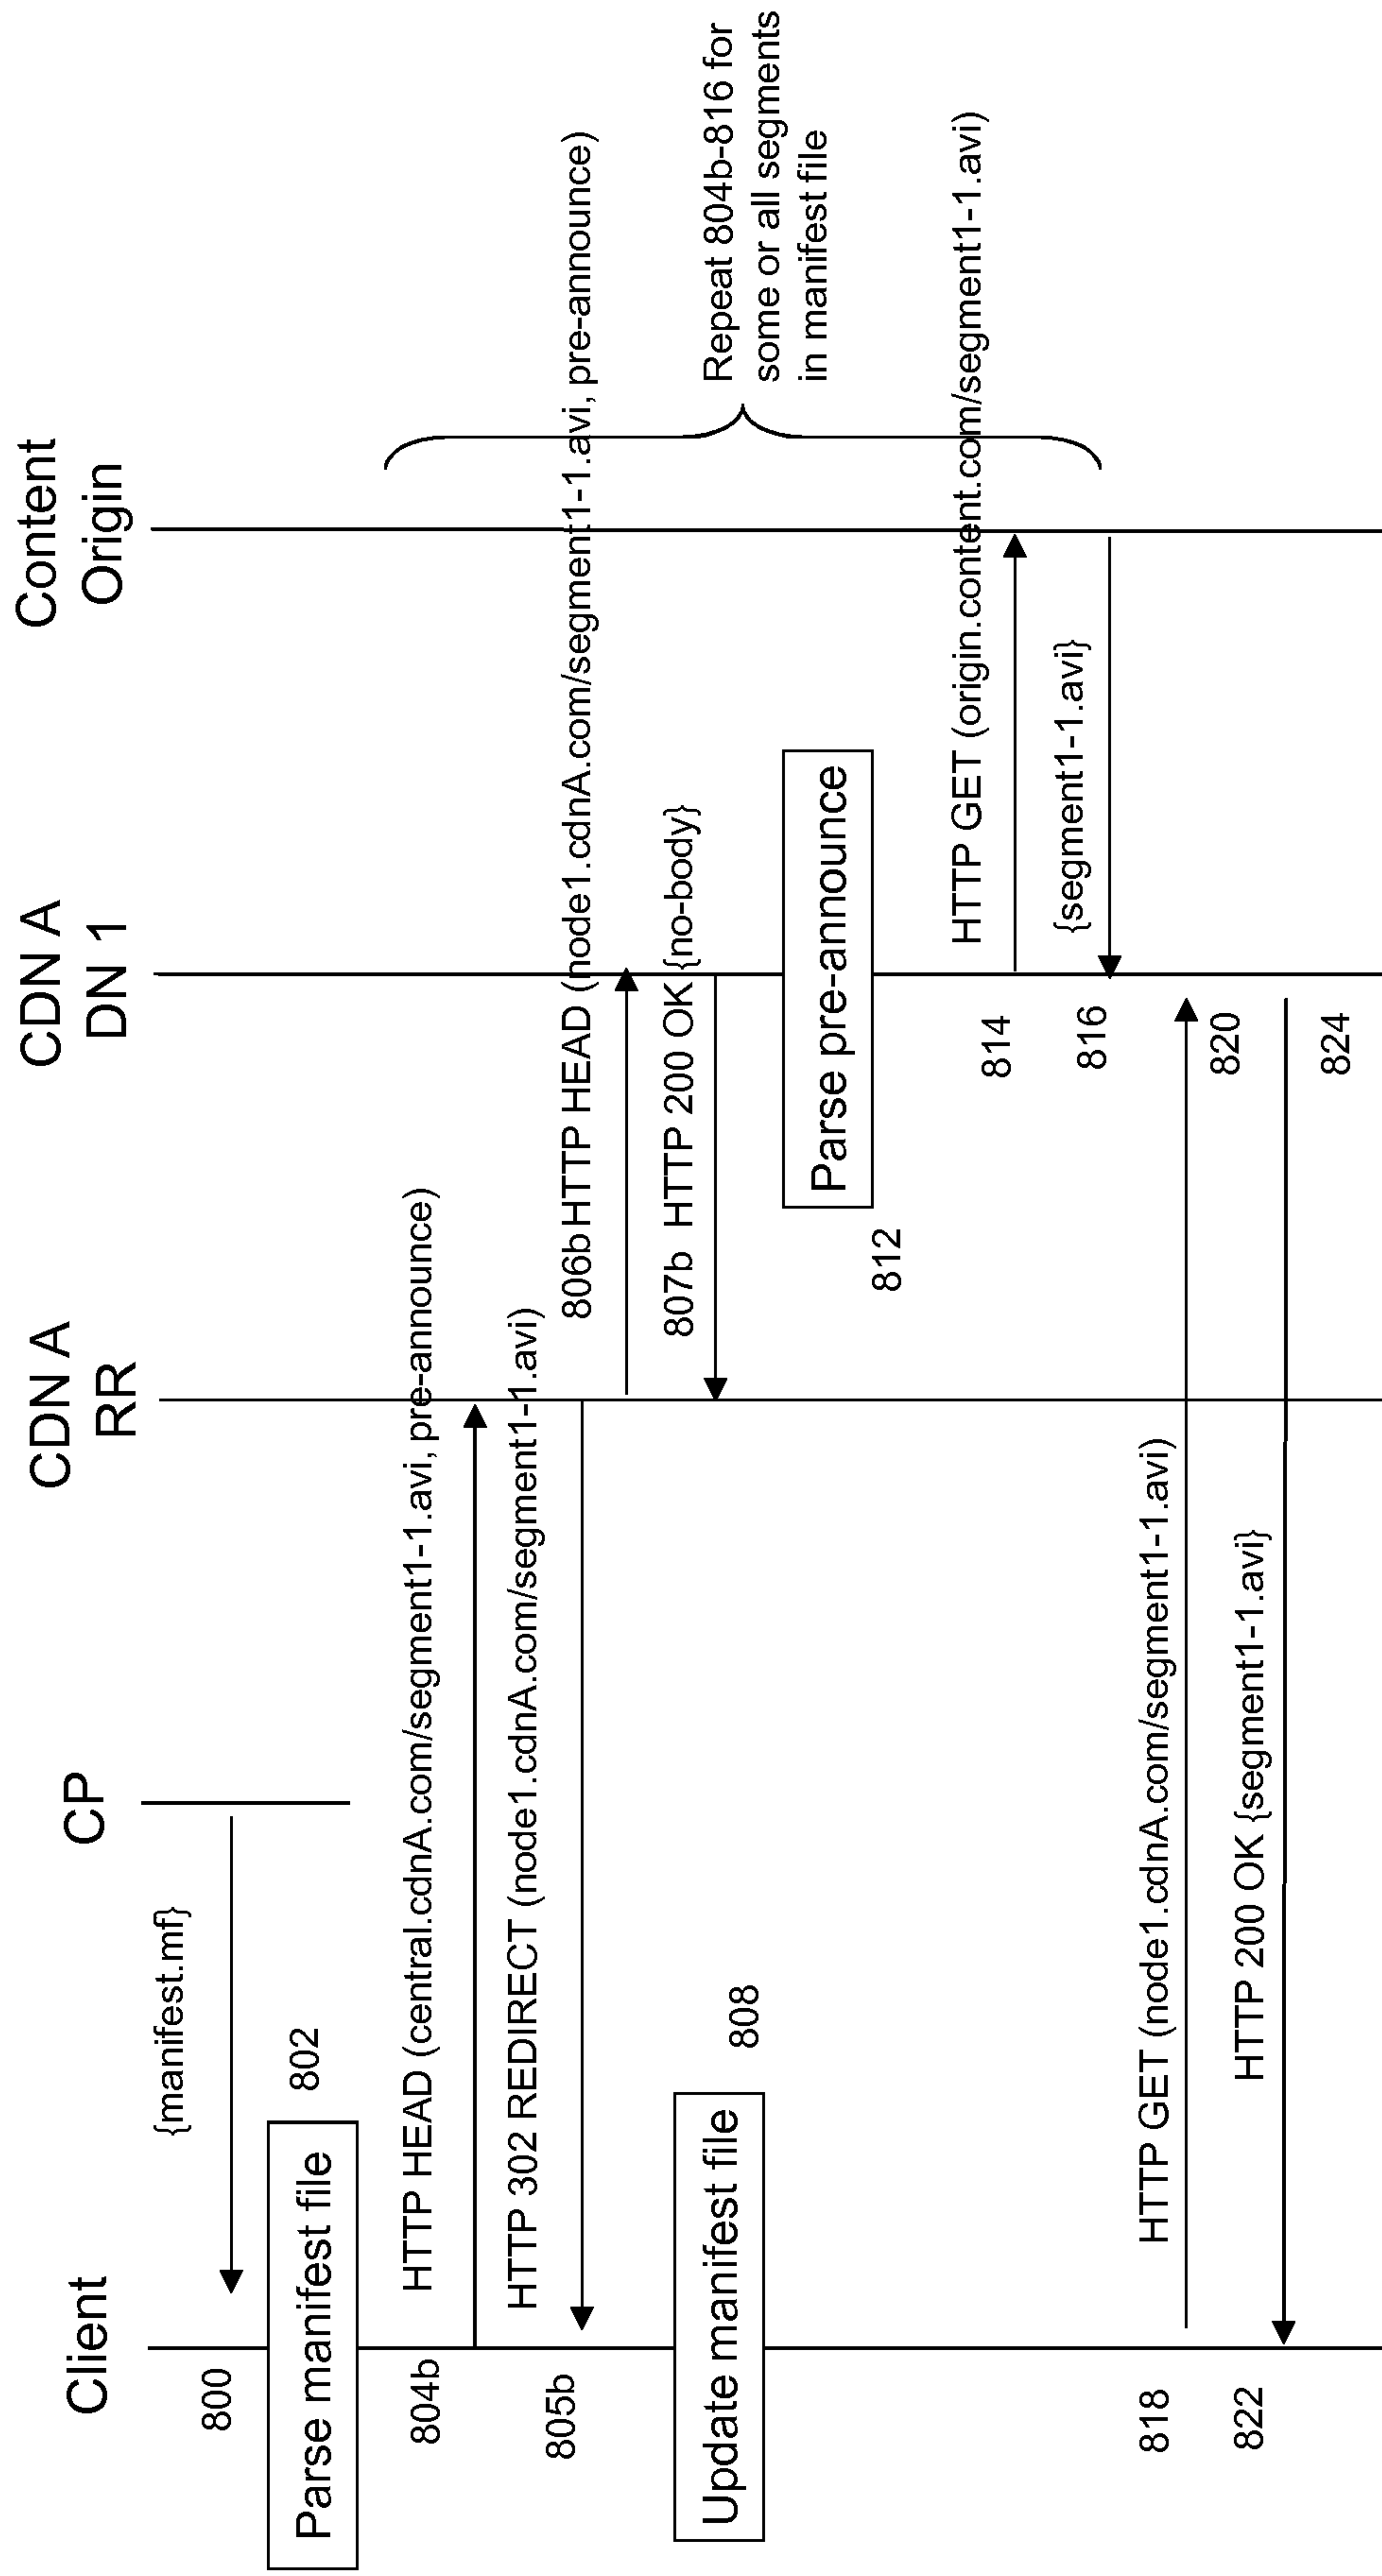 Client
CP
CDN A
RR
CDN A
DN 1
Content
Origin
800
{manifest.mf}
Parse manifest file
802
804b
HTTP HEAD (central.cdnA.com/segment1-1.avi, pre-announce)
805b
HTTP 302 REDIRECT (node1.cdnA.com/segment1-1.avi)
806b HTTP HEAD (node1.cdnA.com/segment1-1.avi, pre-announce)
807b HTTP 200 OK {no-body}
Update manifest file
808
Parse pre-announce
812
Repeat 804b-816 for
some or all segments
in manifest file
814
HTTP GET (origin.content.com/segment1-1.avi)
816
{segment1-1.avi}
818
HTTP GET (node1.cdnA.com/segment1-1.avi)
820
822
HTTP 200 OK {segment1-1.avi}
824